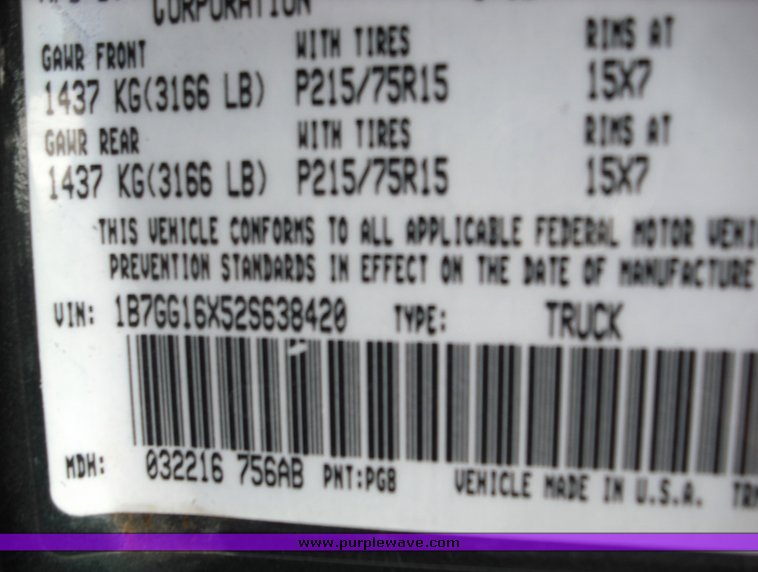 CORPORATION
GAWR FRONT WITH TIRES RIMS AT
1437 KG(3166 LB) P215/75R15 15X7
GAWR REAR WITH TIRES RIMS AT
1437 KG(3166 LB) P215/75R15 15X7
THIS VEHICLE CONFORMS TO ALL APPLICABLE FEDERAL MOTOR VEHI
PREVENTION STANDARDS IN EFFECT ON THE DATE OF MANUFACTURE
VIN: 1B7GG16X52S638420 TYPE: TRUCK
MDH: 032216 756AB PNT:PG8 VEHICLE MADE IN U.S.A. TR
www.purplewave.com